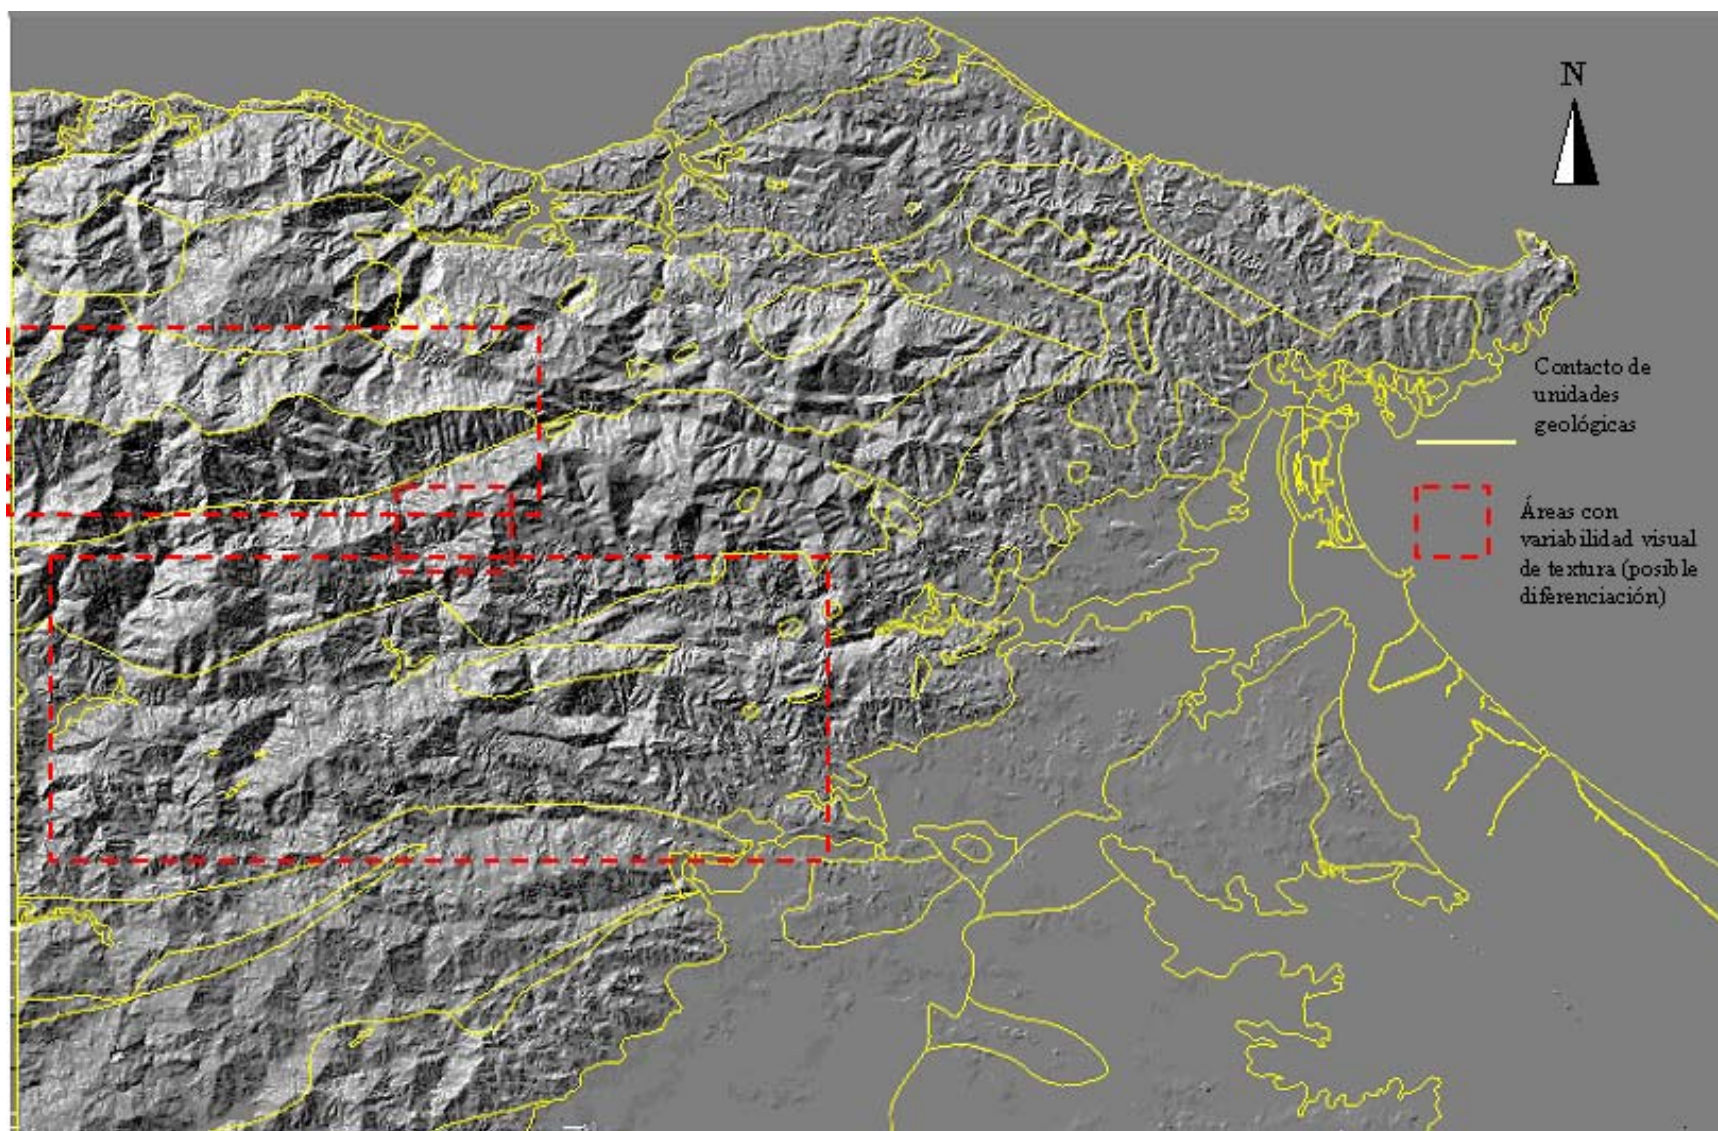 N
Contacto de
unidades
geológicas
Áreas con
variabilidad visual
de textura (posible
diferenciación)